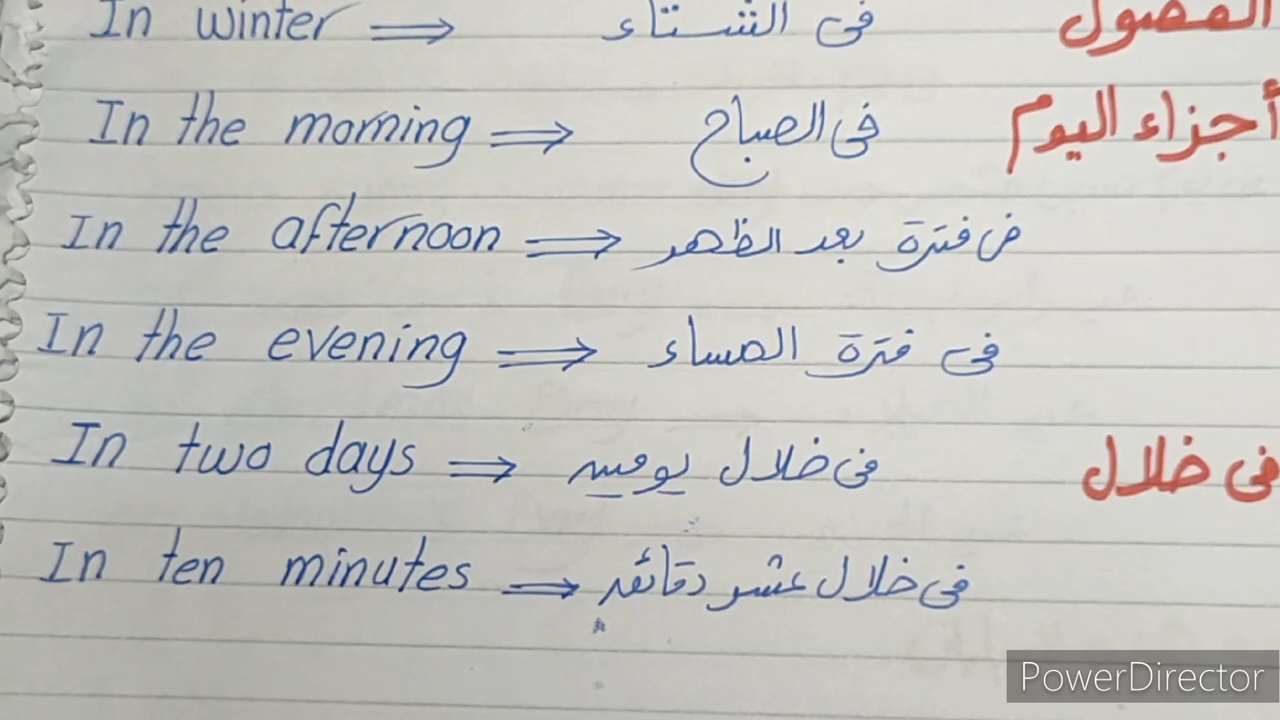 In winter ⇒ فى الشتاء الفصول
In the morning ⇒ فى الصباح أجزاء اليوم
In the afternoon ⇒ فى فترة بعد الظهر
In the evening ⇒ فى فترة المساء
In two days ⇒ فى خلال يومين فى خلال
In ten minutes ⇒ فى خلال عشر دقائق
PowerDirector